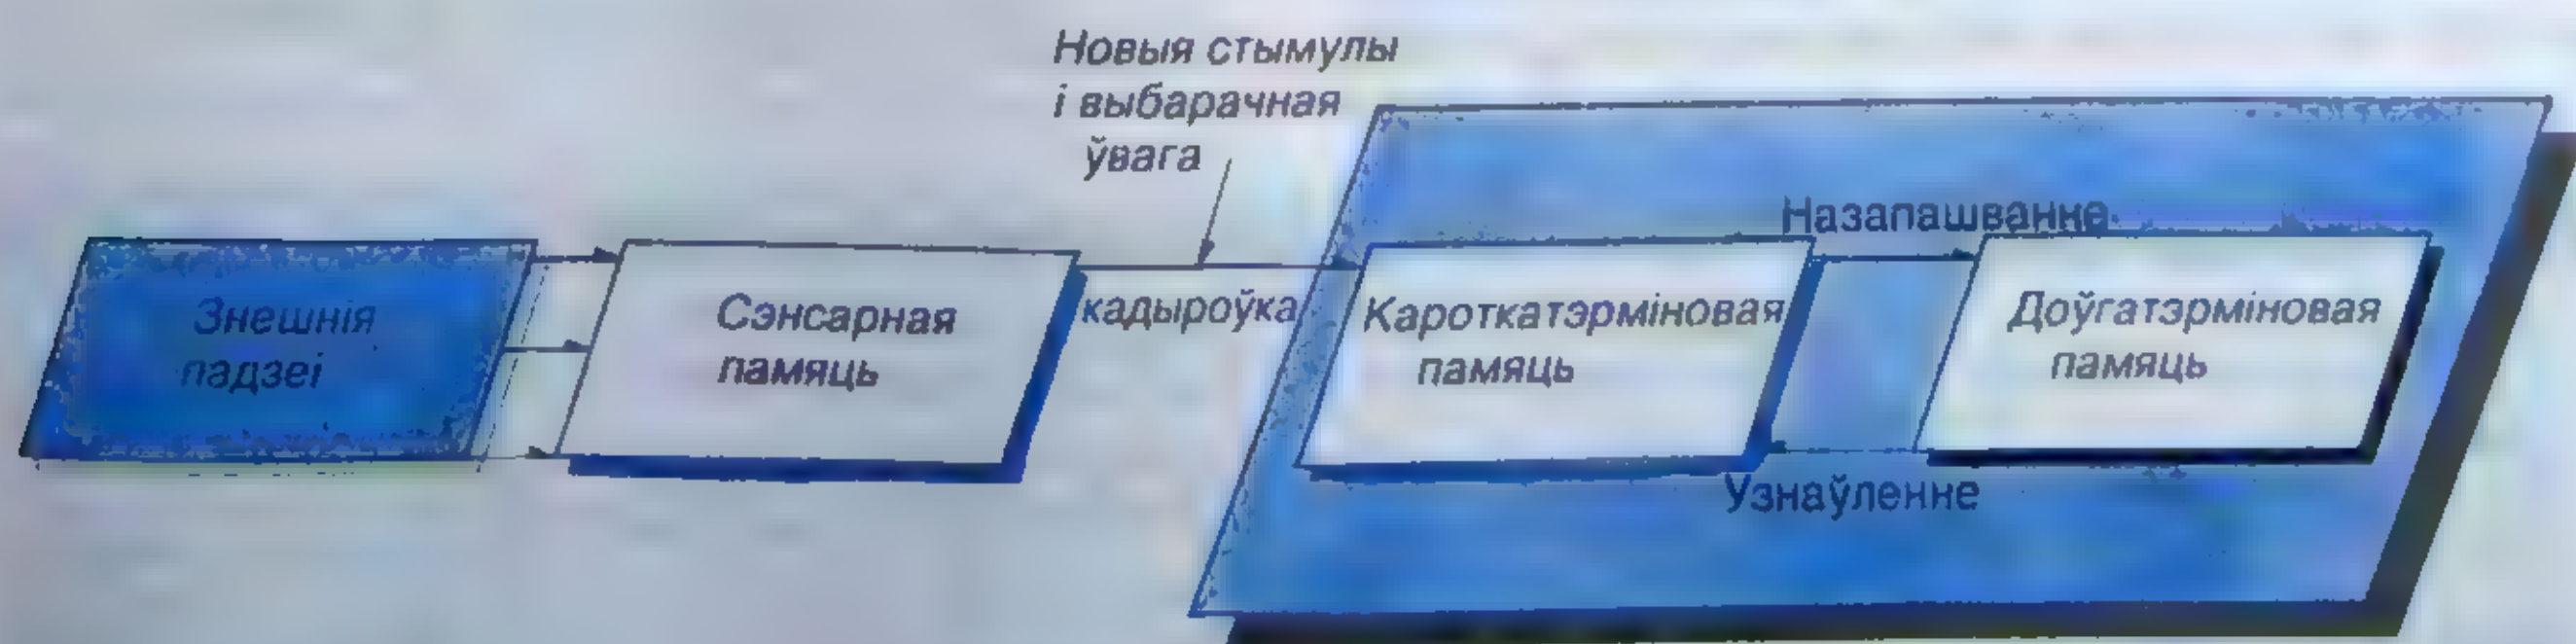 Новыя стымулы
і выбарачная
ўвага
Знешнія
падзеі
Сэнсарная
памяць
кадыроўка
Кароткатэрміновая
памяць
Назапашванне
Доўгатэрміновая
памяць
Узнаўленне